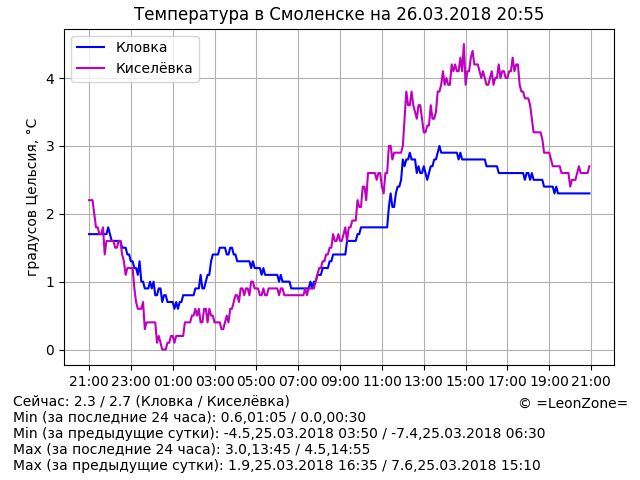 Температура в Смоленске на 26.03.2018 20:55
Кловка
Киселёвка
градусов Цельсия, °C
4
3
2
1
0
21:00 23:00 01:00 03:00 05:00 07:00 09:00 11:00 13:00 15:00 17:00 19:00 21:00
Сейчас: 2.3 / 2.7 (Кловка / Киселёвка)
© =LeonZone=
Min (за последние 24 часа): 0.6,01:05 / 0.0,00:30
Min (за предыдущие сутки): -4.5,25.03.2018 03:50 / -7.4,25.03.2018 06:30
Max (за последние 24 часа): 3.0,13:45 / 4.5,14:55
Max (за предыдущие сутки): 1.9,25.03.2018 16:35 / 7.6,25.03.2018 15:10